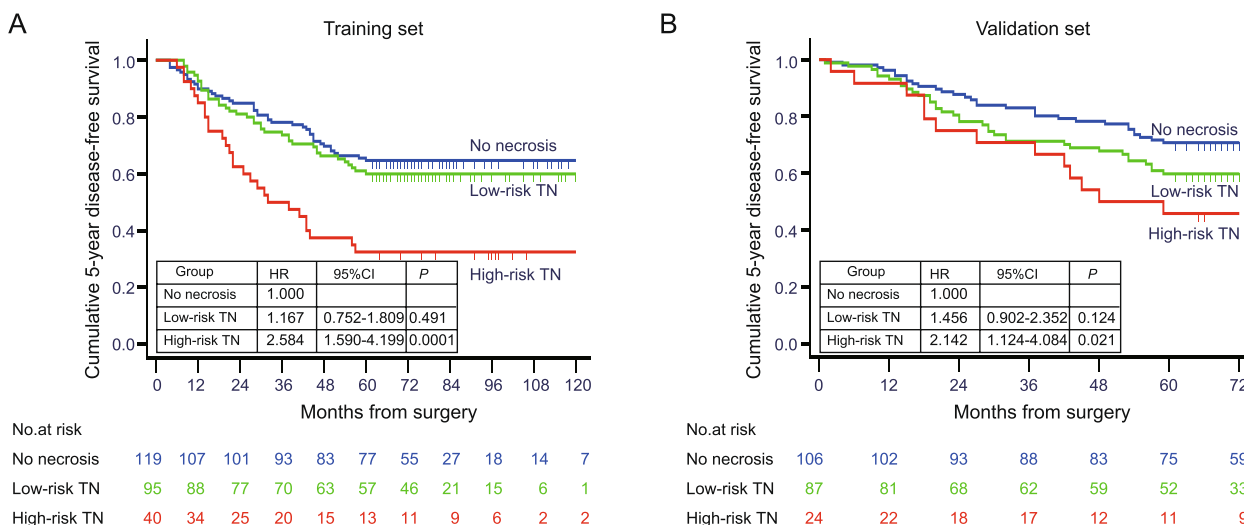 A
Training set
Cumulative 5-year disease-free survival
1.0
0.8
0.6
0.4
0.2
0.0
No necrosis
Low-risk TN
High-risk TN
Group HR 95%CI P
No necrosis 1.000
Low-risk TN 1.167 0.752-1.809 0.491
High-risk TN 2.584 1.590-4.199 0.0001
0 12 24 36 48 60 72 84 96 108 120
Months from surgery
No.at risk
No necrosis 119 107 101 93 83 77 55 27 18 14 7
Low-risk TN 95 88 77 70 63 57 46 21 15 6 1
High-risk TN 40 34 25 20 15 13 11 9 6 2 2
B
Validation set
Cumulative 5-year disease-free survival
1.0
0.8
0.6
0.4
0.2
0.0
No necrosis
Low-risk TN
High-risk TN
Group HR 95%CI P
No necrosis 1.000
Low-risk TN 1.456 0.902-2.352 0.124
High-risk TN 2.142 1.124-4.084 0.021
0 12 24 36 48 60 72
Months from surgery
No.at risk
No necrosis 106 102 93 88 83 75 59
Low-risk TN 87 81 68 62 59 52 33
High-risk TN 24 22 18 17 12 11 9